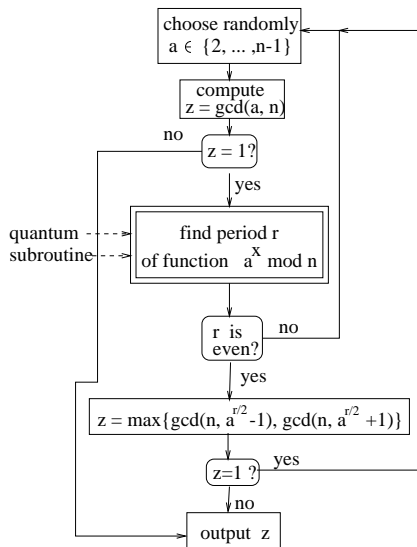 choose randomly
a ∈ {2, ... ,n-1}
compute
z = gcd(a, n)
no
z = 1?
yes
quantum
subroutine
find period r
of function a^x mod n
r is
even?
no
yes
z = max{gcd(n, a^{r/2} -1), gcd(n, a^{r/2} +1)}
z=1 ?
yes
no
output z